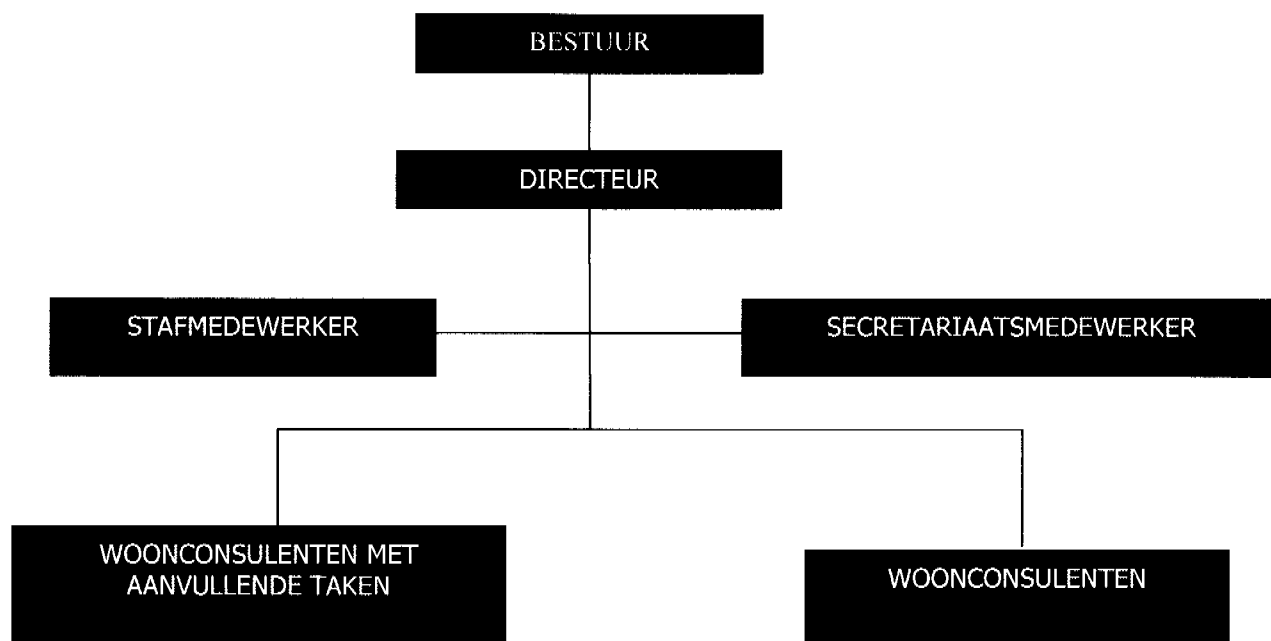 BESTUUR
DIRECTEUR
STAFMEDEWERKER
SECRETARIAATSMEDEWERKER
WOONCONSULENTEN MET
AANVULLENDE TAKEN
WOONCONSULENTEN